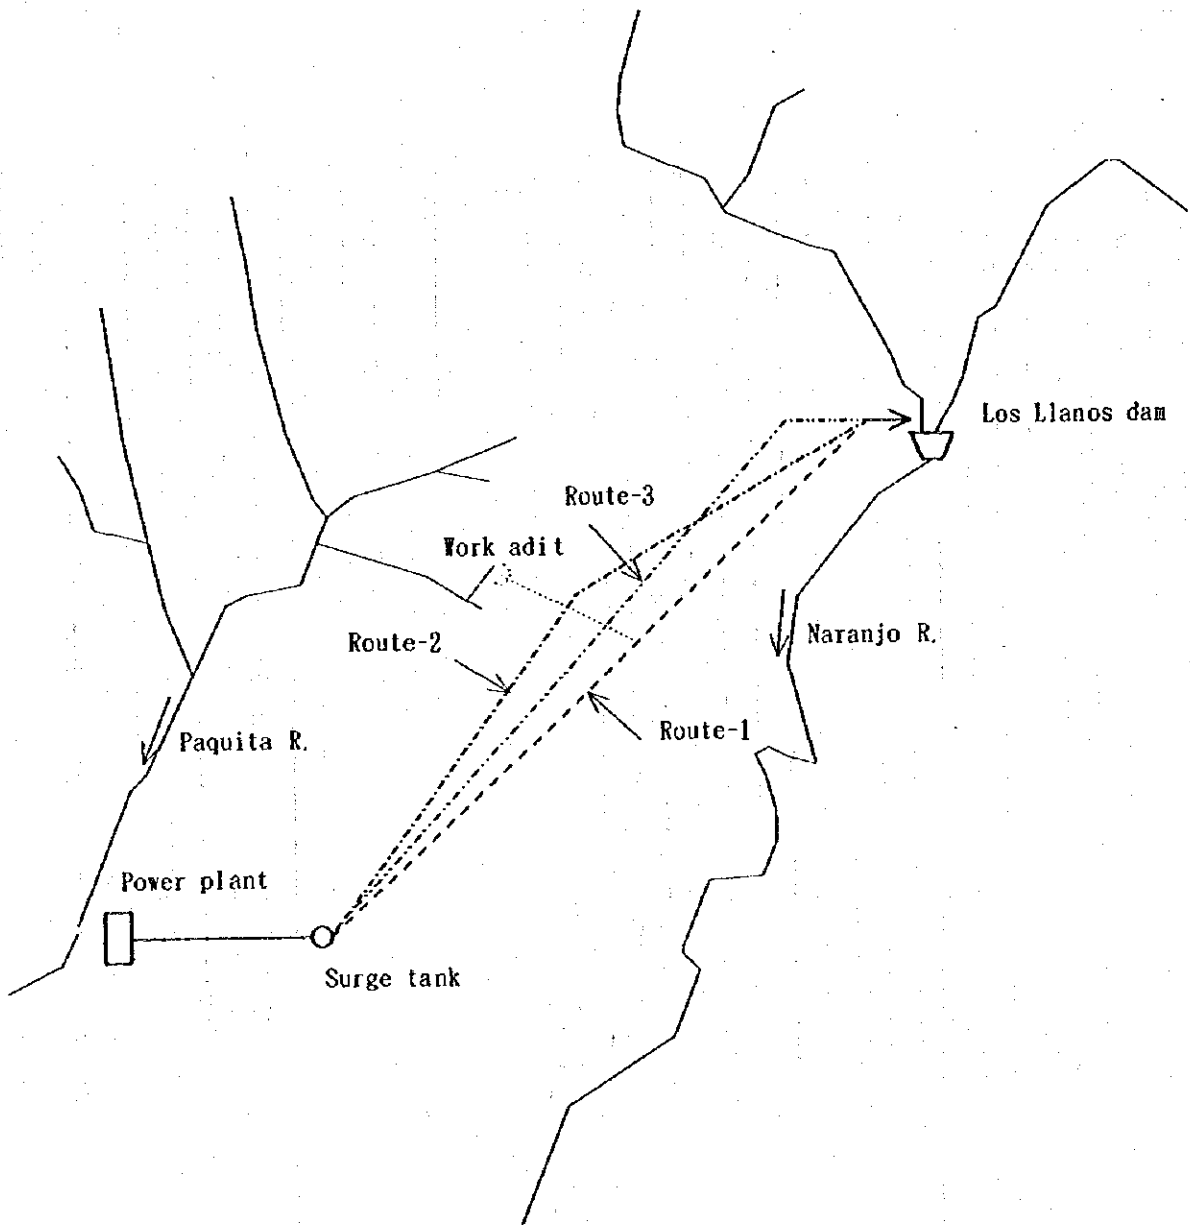 Los Llanos dam
Route-3
Work adit
Route-2
Naranjo R.
Route-1
Paquita R.
Power plant
Surge tank